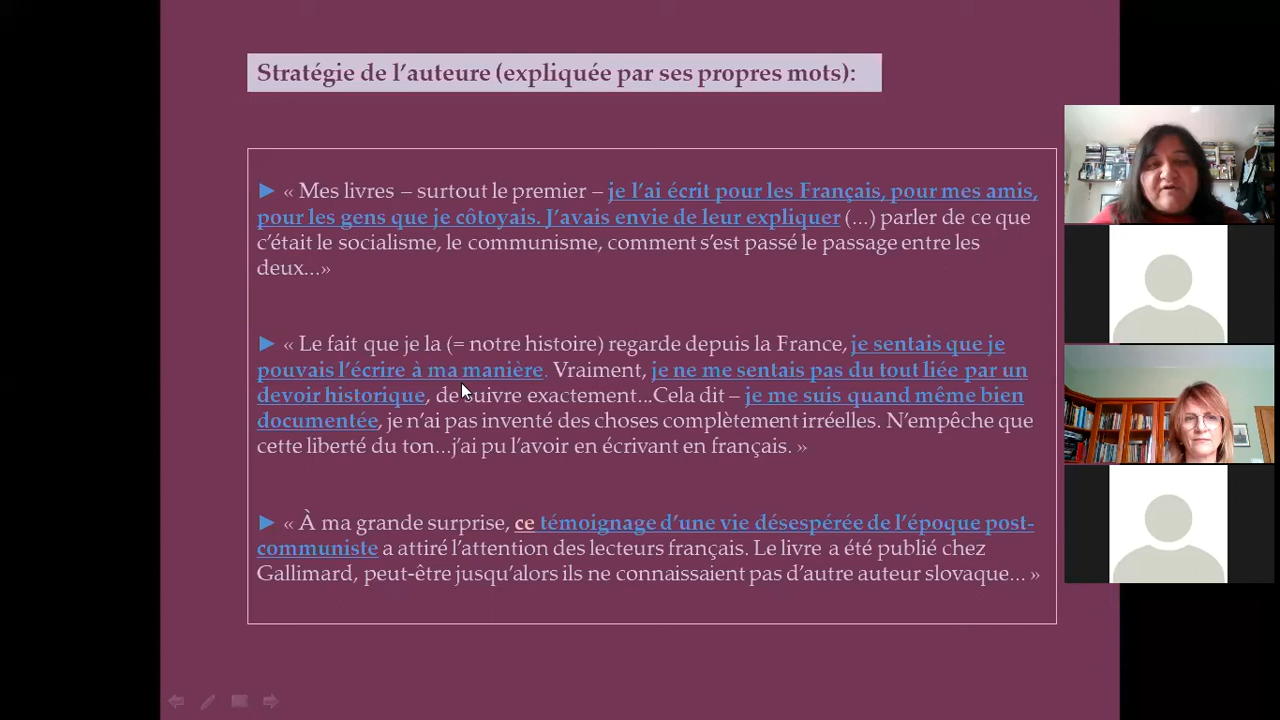 Stratégie de l’auteure (expliquée par ses propres mots):
► « Mes livres – surtout le premier – je l’ai écrit pour les Français, pour mes amis,
pour les gens que je côtoyais. J’avais envie de leur expliquer (...) parler de ce que
c’était le socialisme, le communisme, comment s’est passé le passage entre les
deux...»
► « Le fait que je la (= notre histoire) regarde depuis la France, je sentais que je
pouvais l’écrire à ma manière. Vraiment, je ne me sentais pas du tout liée par un
devoir historique, de suivre exactement...Cela dit – je me suis quand même bien
documentée, je n’ai pas inventé des choses complètement irréelles. N’empêche que
cette liberté du ton...j’ai pu l’avoir en écrivant en français. »
► « À ma grande surprise, ce témoignage d’une vie désespérée de l’époque post-
communiste a attiré l’attention des lecteurs français. Le livre a été publié chez
Gallimard, peut-être jusqu’alors ils ne connaissaient pas d’autre auteur slovaque... »